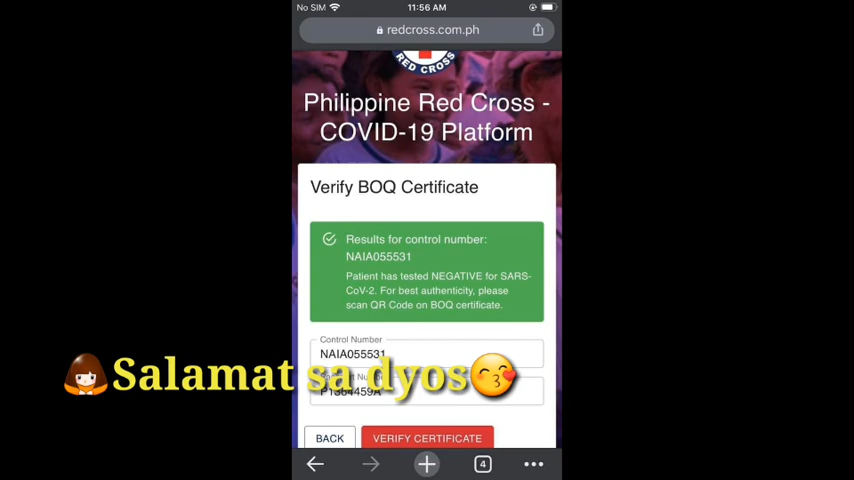 No SIM
11:56 AM
redcross.com.ph
RED CROSS
Philippine Red Cross -
COVID-19 Platform
Verify BOQ Certificate
Results for control number:
NAIA055531
Patient has tested NEGATIVE for SARS-
CoV-2. For best authenticity, please
scan QR Code on BOQ certificate.
Control Number
NAIA055531
Salamat sa dyos
BACK
VERIFY CERTIFICATE
4